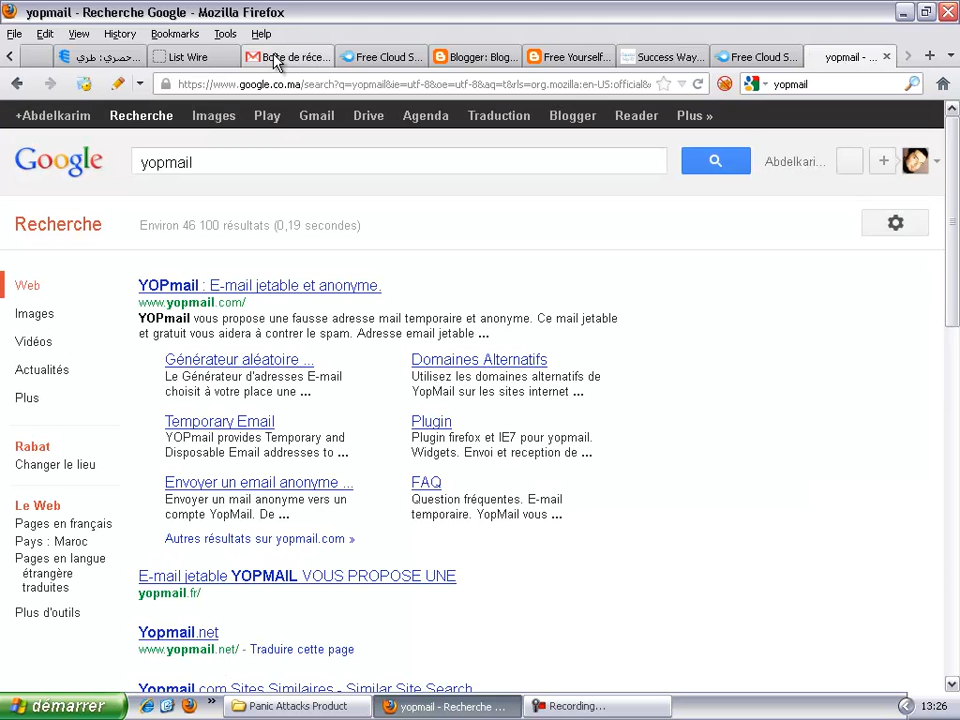 yopmail - Recherche Google - Mozilla Firefox
File Edit View History Bookmarks Tools Help
حصري: طري ... List Wire Boîte de réce... Free Cloud S... Blogger: Blog... Free Yourself... Success Way... Free Cloud S... yopmail - ...
https://www.google.co.ma/search?q=yopmail&ie=utf-8&oe=utf-8&aq=t&rls=org.mozilla:en-US:official& yopmail
+Abdelkarim Recherche Images Play Gmail Drive Agenda Traduction Blogger Reader Plus »
Google yopmail Abdelkari...
Recherche Environ 46 100 résultats (0,19 secondes)
Web
Images
Vidéos
Actualités
Plus
Rabat
Changer le lieu
Le Web
Pages en français
Pays : Maroc
Pages en langue
étrangère
traduites
Plus d'outils
YOPmail : E-mail jetable et anonyme.
www.yopmail.com/
YOPmail vous propose une fausse adresse mail temporaire et anonyme. Ce mail jetable
et gratuit vous aidera à contrer le spam. Adresse email jetable ...
Générateur aléatoire ...
Le Générateur d'adresses E-mail
choisit à votre place une ...
Domaines Alternatifs
Utilisez les domaines alternatifs de
YopMail sur les sites internet ...
Temporary Email
YOPmail provides Temporary and
Disposable Email addresses to ...
Plugin
Plugin firefox et IE7 pour yopmail.
Widgets. Envoi et reception de ...
Envoyer un email anonyme ...
Envoyer un mail anonyme vers un
compte YopMail. De ...
FAQ
Question fréquentes. E-mail
temporaire. YopMail vous ...
Autres résultats sur yopmail.com »
E-mail jetable YOPMAIL VOUS PROPOSE UNE
yopmail.fr/
Yopmail.net
www.yopmail.net/ - Traduire cette page
Yopmail.com Sites Similaires - Similar Site Search
démarrer Panic Attacks Product yopmail - Recherche ... Recording... 13:26